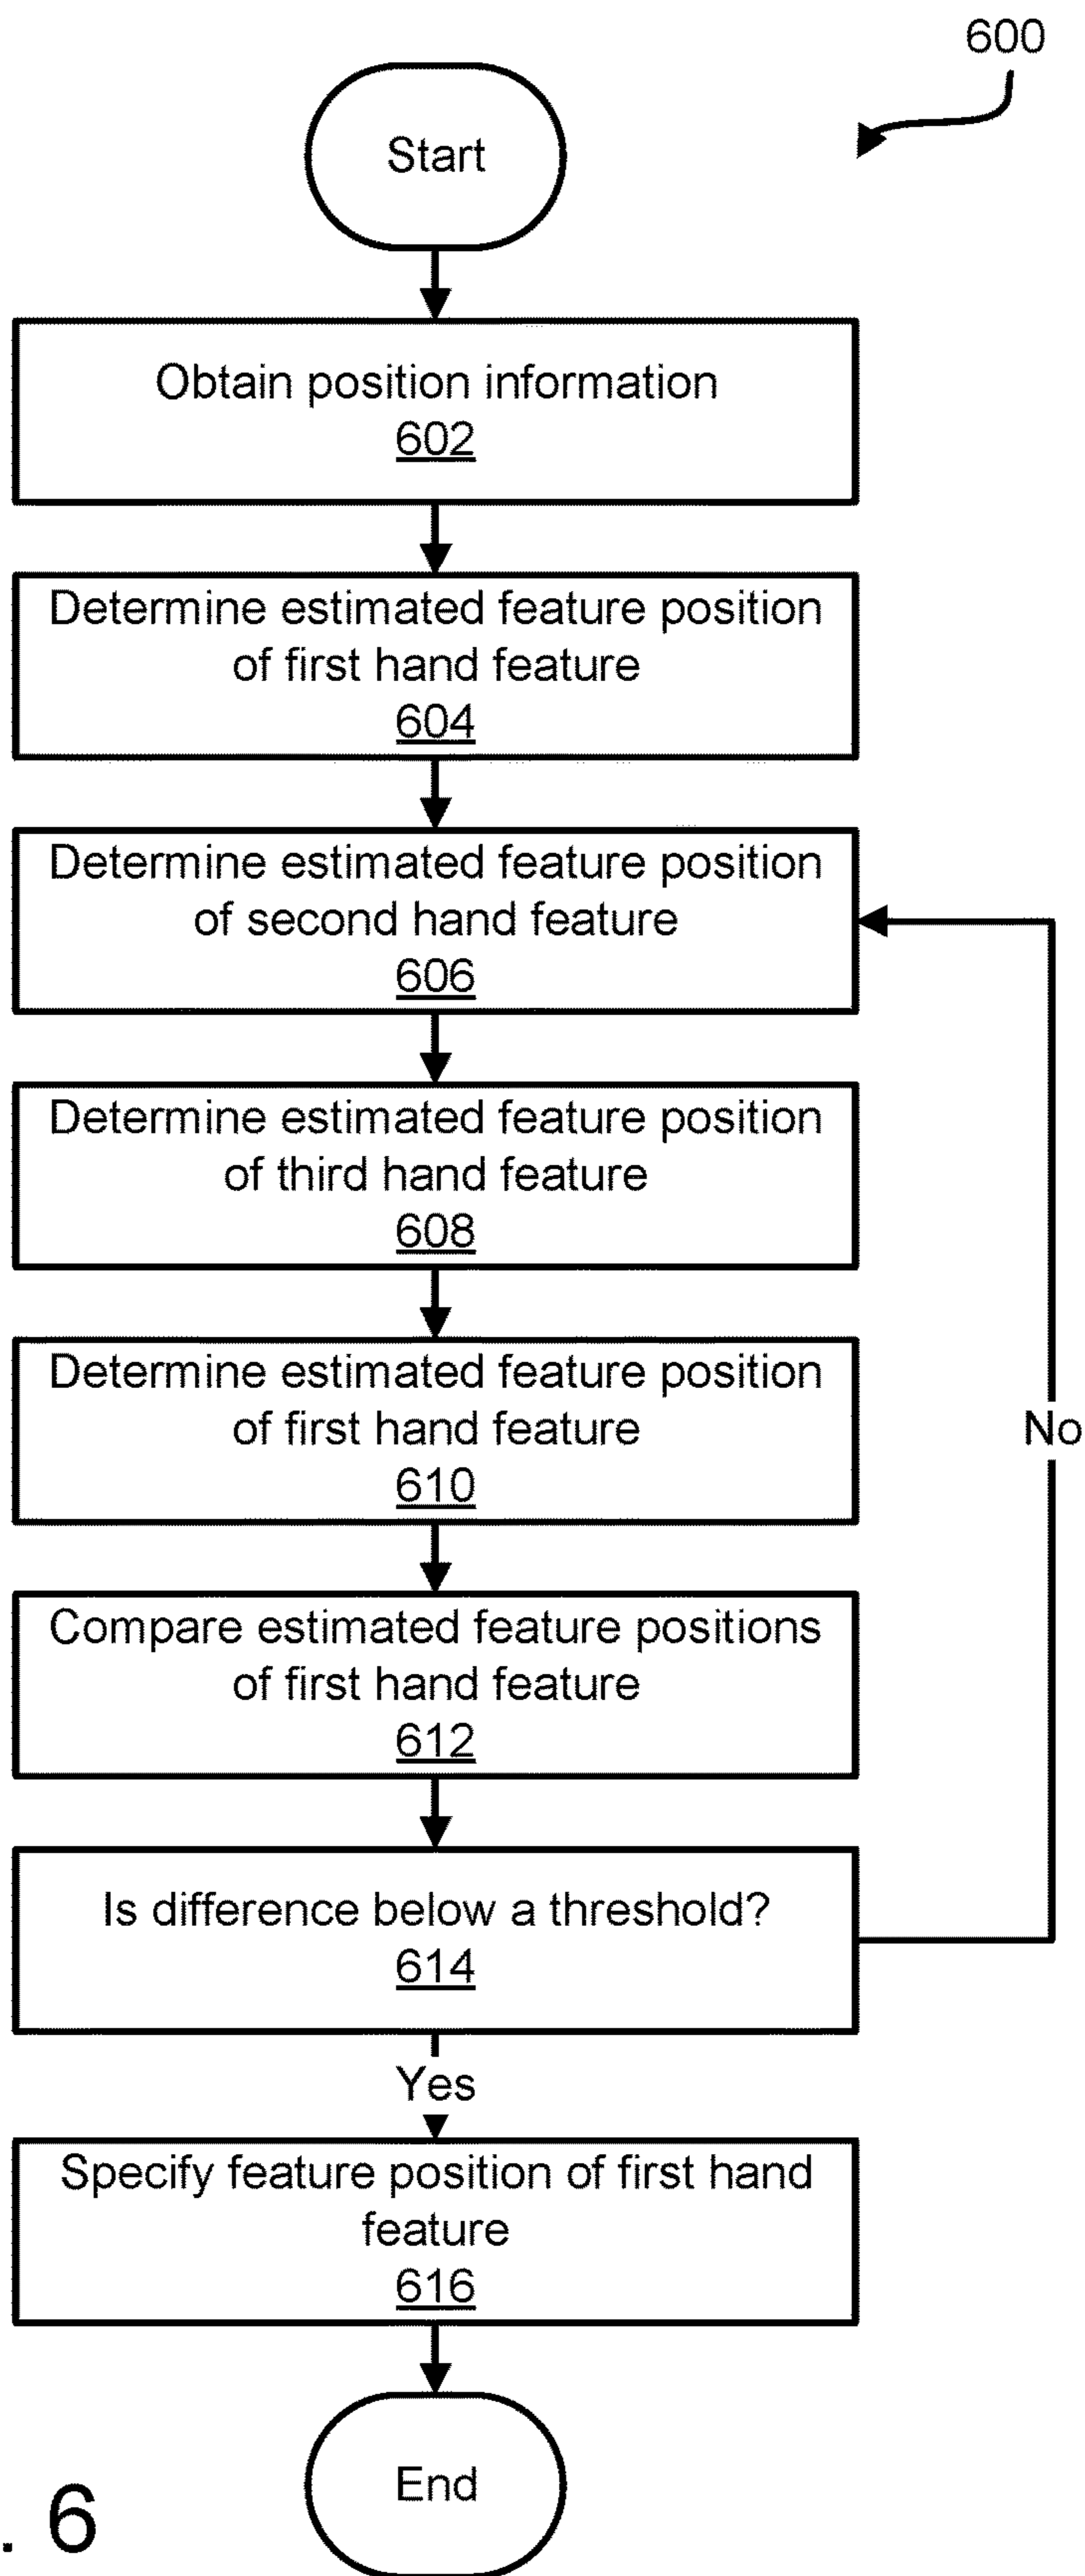 600
Start
Obtain position information
602
Determine estimated feature position
of first hand feature
604
Determine estimated feature position
of second hand feature
606
Determine estimated feature position
of third hand feature
608
Determine estimated feature position
of first hand feature
610
No
Compare estimated feature positions
of first hand feature
612
Is difference below a threshold?
614
Yes
Specify feature position of first hand
feature
616
End
. 6